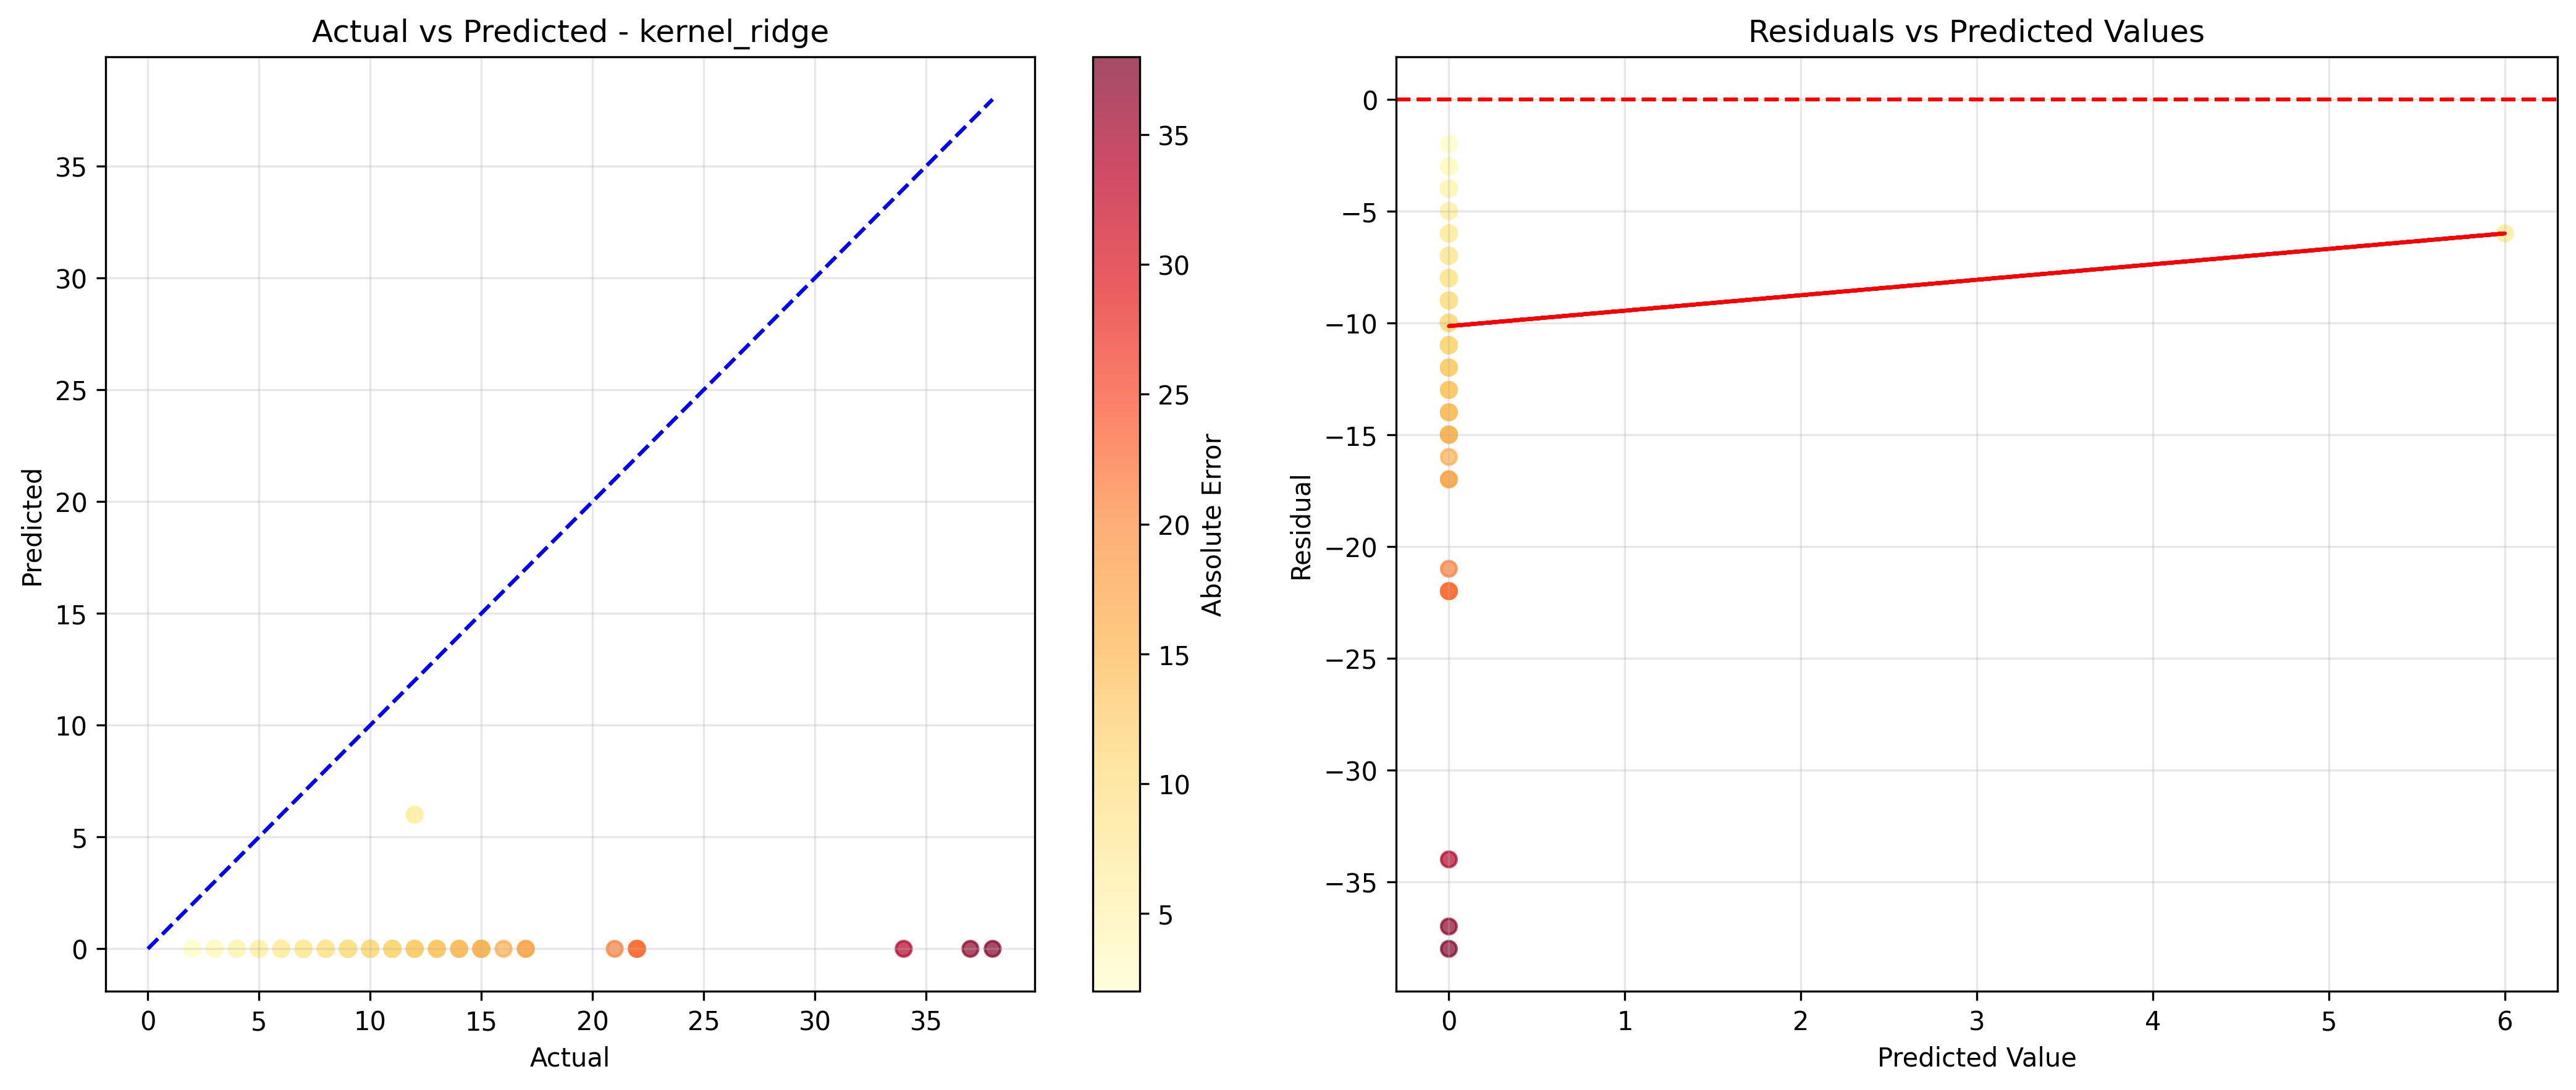 Actual vs Predicted - kernel_ridge
Predicted
35
30
25
20
15
10
5
0
0 5 10 15 20 25 30 35
Actual
35
30
25
20
15
10
5
Absolute Error
Residuals vs Predicted Values
Residual
0
−5
−10
−15
−20
−25
−30
−35
0 1 2 3 4 5 6
Predicted Value